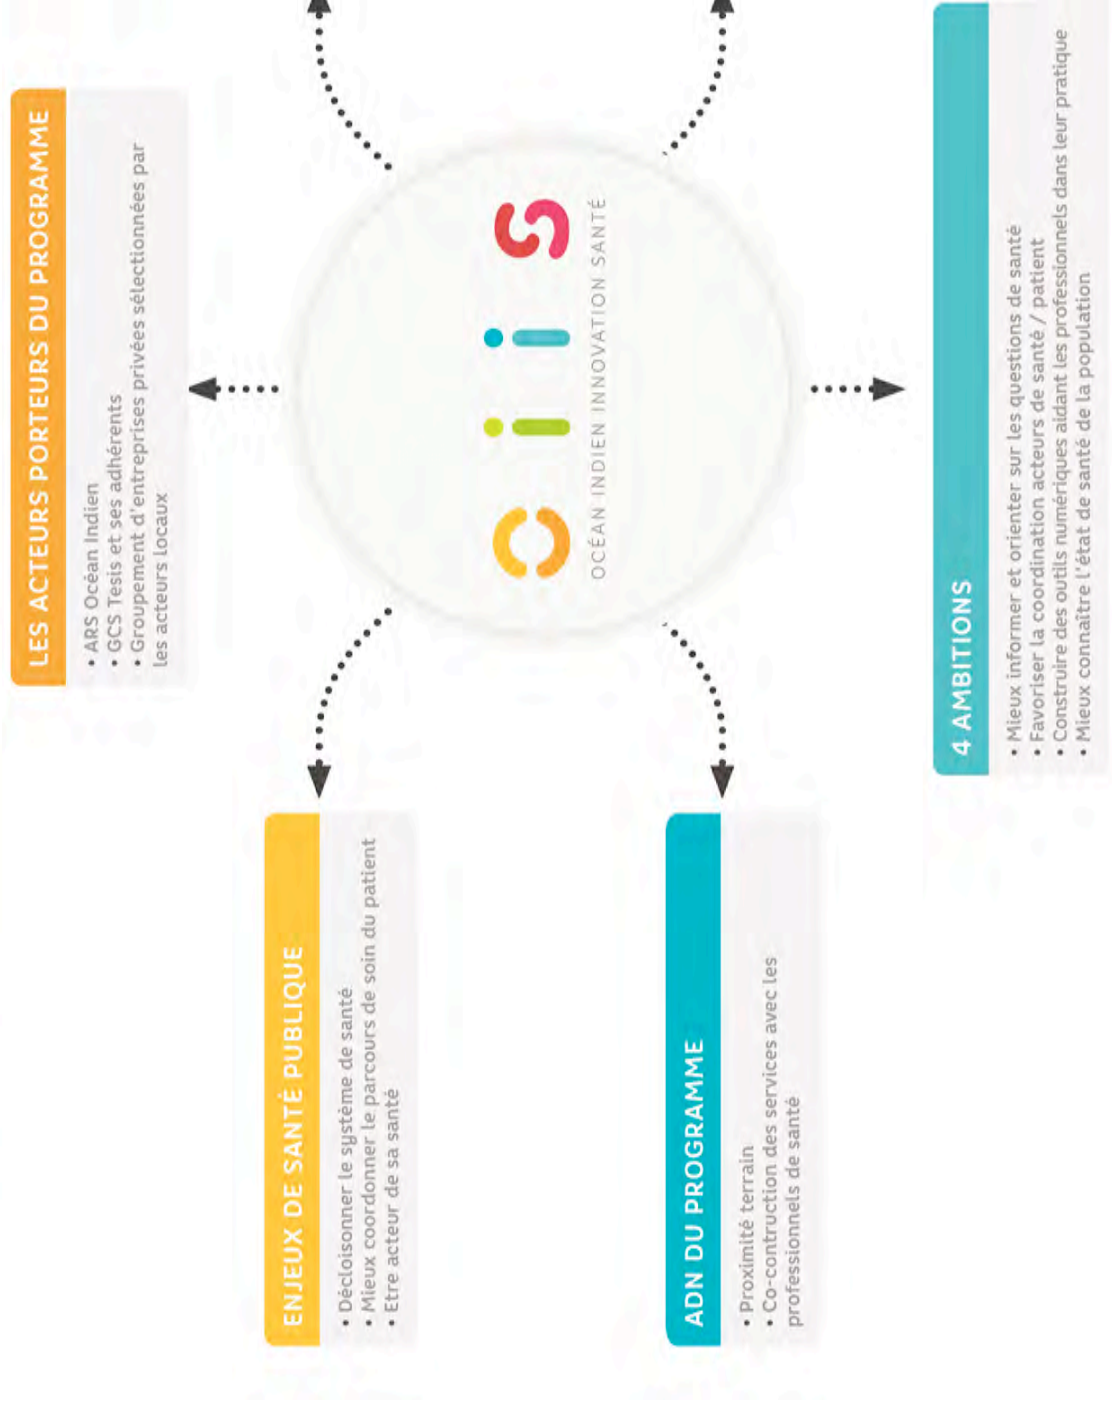 LES ACTEURS PORTEURS DU PROGRAMME
• ARS Océan Indien
• GCS Tesis et ses adhérents
• Groupement d'entreprises privées sélectionnées par
les acteurs locaux
ENJEUX DE SANTÉ PUBLIQUE
• Décloisonner le système de santé
• Mieux coordonner le parcours de soin du patient
• Etre acteur de sa santé
OIIS
OCÉAN INDIEN INNOVATION SANTÉ
ADN DU PROGRAMME
• Proximité terrain
• Co-contruction des services avec les
professionnels de santé
4 AMBITIONS
• Mieux informer et orienter sur les questions de santé
• Favoriser la coordination acteurs de santé / patient
• Construire des outils numériques aidant les professionnels dans leur pratique
• Mieux connaître l'état de santé de la population